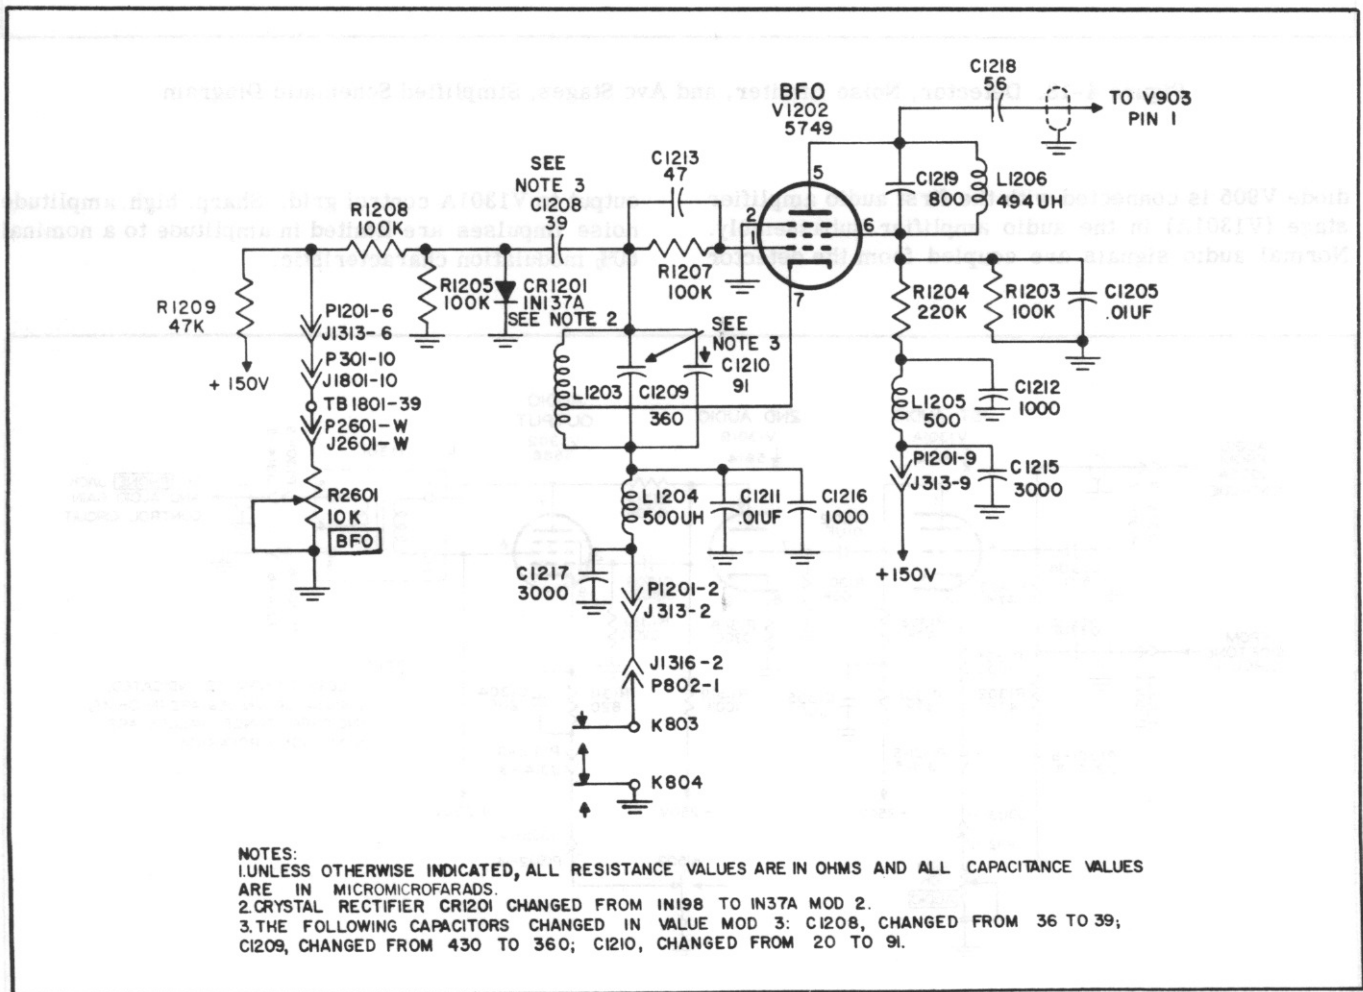 C1218
56
TO V903
PIN 1
BFO
V1202
5749
5
2
1
6
7
C1213
47
SEE
NOTE 3
C1208
39
R1208
100K
R1207
100K
C1219
800
L1206
494UH
R1209
47K
+150V
P1201-6
J1313-6
P301-10
J1801-10
TB1801-39
P2601-W
J2601-W
R2601
10K
BFO
R1205
100K
CR1201
1N137A
SEE NOTE 2
SEE
NOTE 3
C1210
91
L1203
C1209
360
R1204
220K
R1203
100K
C1205
.01UF
L1205
500
C1212
1000
P1201-9
J313-9
C1215
3000
+150V
L1204
500UH
C1211
.01UF
C1216
1000
C1217
3000
P1201-2
J313-2
J1316-2
P802-1
K803
K804
NOTES:
1.UNLESS OTHERWISE INDICATED, ALL RESISTANCE VALUES ARE IN OHMS AND ALL CAPACITANCE VALUES
ARE IN MICROMICROFARADS.
2.CRYSTAL RECTIFIER CR1201 CHANGED FROM 1N198 TO 1N37A MOD 2.
3.THE FOLLOWING CAPACITORS CHANGED IN VALUE MOD 3: C1208, CHANGED FROM 36 TO 39;
C1209, CHANGED FROM 430 TO 360; C1210, CHANGED FROM 20 TO 91.